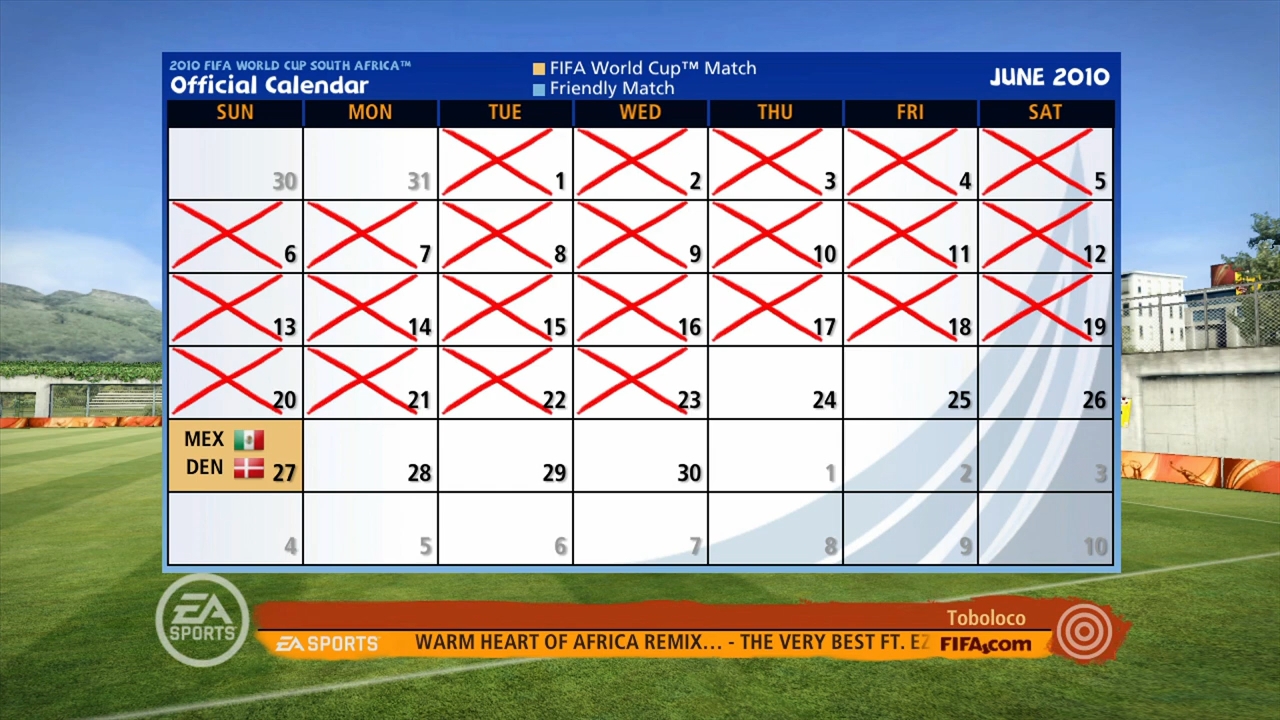 2010 FIFA WORLD CUP SOUTH AFRICA™
Official Calendar
FIFA World Cup™ Match
Friendly Match
JUNE 2010
SUN MON TUE WED THU FRI SAT
30 31 1 2 3 4 5
6 7 8 9 10 11 12
13 14 15 16 17 18 19
20 21 22 23 24 25 26
MEX
DEN 27 28 29 30 1 2 3
4 5 6 7 8 9 10
EA SPORTS™
Toboloco
EA SPORTS™ WARM HEART OF AFRICA REMIX... - THE VERY BEST FT. EZ FIFA.com